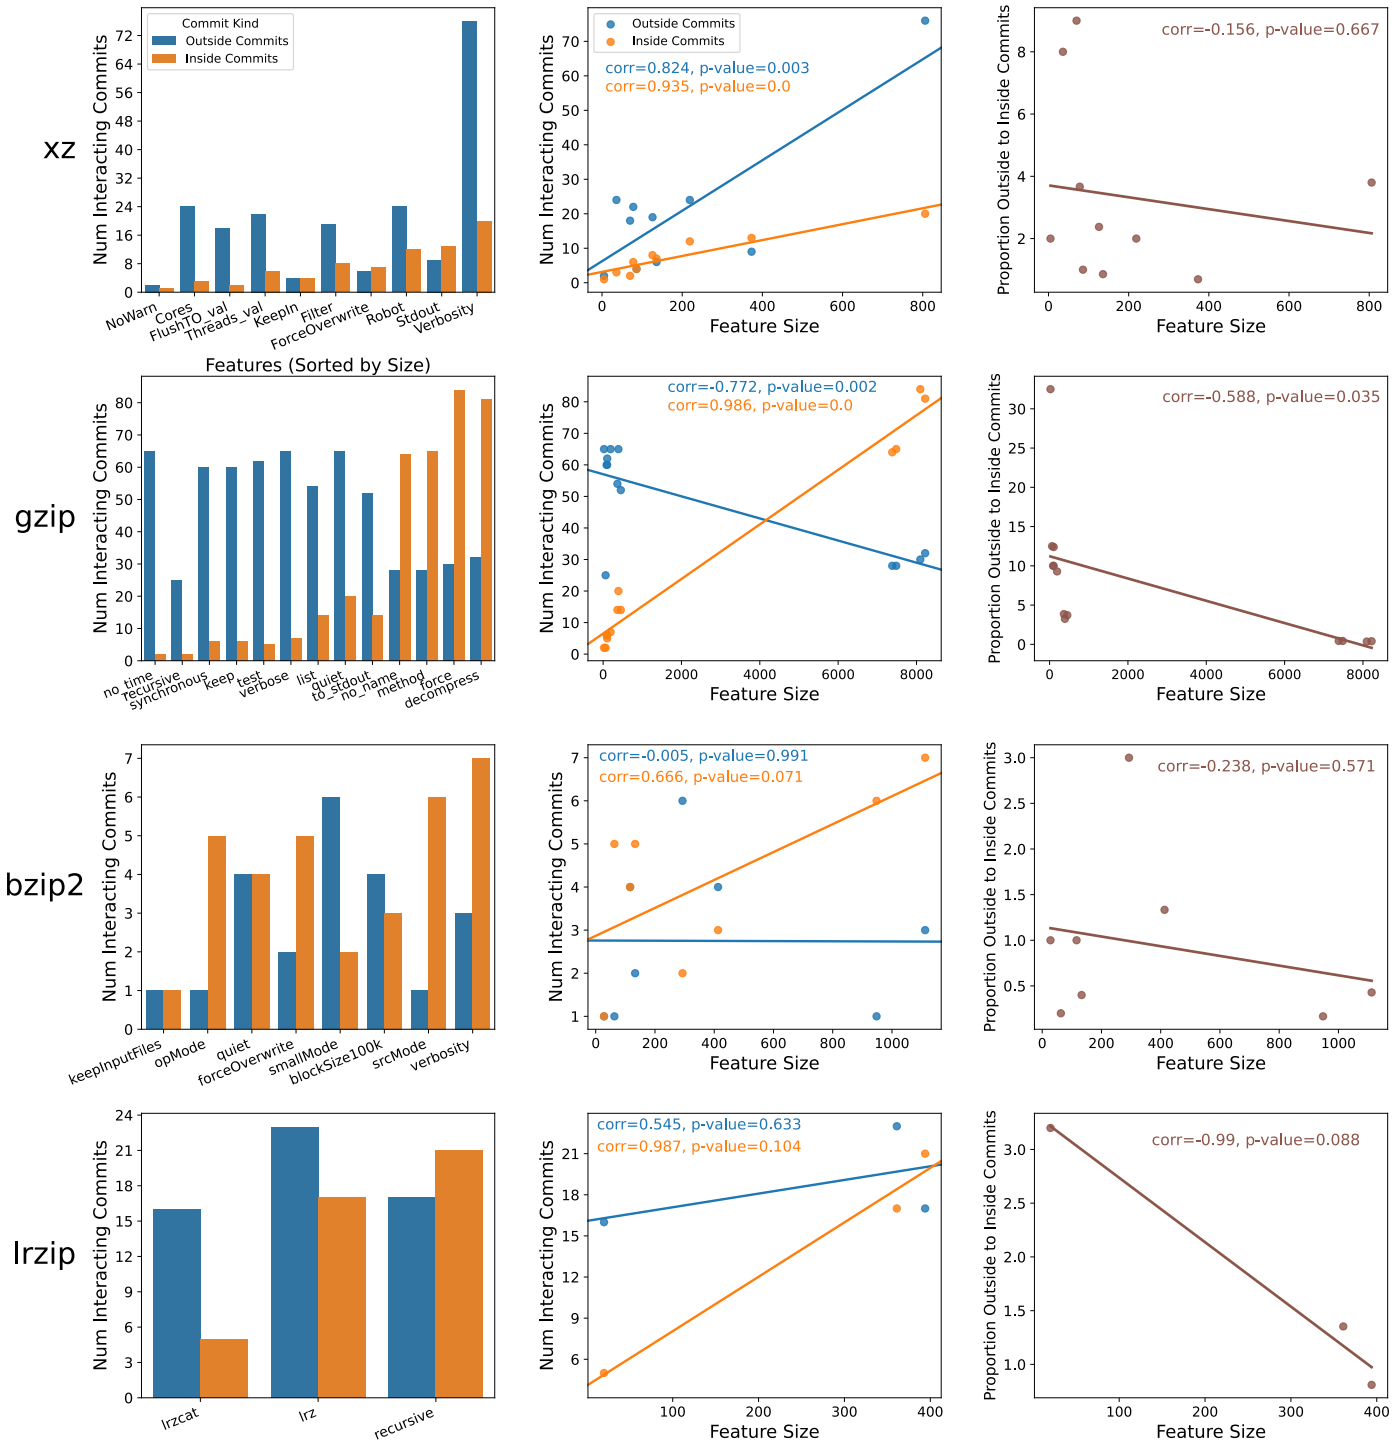 xz
Num Interacting Commits
72
64
56
48
40
32
24
16
8
0
Commit Kind
Outside Commits
Inside Commits
NoWarn
Cores
FlushTO_val
Threads_val
KeepIn
Filter
ForceOverwrite
Robot
Stdout
Verbosity
Features (Sorted by Size)
Num Interacting Commits
70
60
50
40
30
20
10
0
Outside Commits
Inside Commits
corr=0.824, p-value=0.003
corr=0.935, p-value=0.0
0 200 400 600 800
Feature Size
Proportion Outside to Inside Commits
8
6
4
2
corr=-0.156, p-value=0.667
0 200 400 600 800
Feature Size
gzip
Num Interacting Commits
80
70
60
50
40
30
20
10
0
no_time
recursive
synchronous
keep
test
verbose
list
quiet
to_stdout
no_name
method
force
decompress
Num Interacting Commits
80
70
60
50
40
30
20
10
0
corr=-0.772, p-value=0.002
corr=0.986, p-value=0.0
0 2000 4000 6000 8000
Feature Size
Proportion Outside to Inside Commits
30
25
20
15
10
5
0
corr=-0.588, p-value=0.035
0 2000 4000 6000 8000
Feature Size
bzip2
Num Interacting Commits
7
6
5
4
3
2
1
0
keepInputFiles
opMode
quiet
forceOverwrite
smallMode
blockSize100k
srcMode
verbosity
Num Interacting Commits
7
6
5
4
3
2
1
corr=-0.005, p-value=0.991
corr=0.666, p-value=0.071
0 200 400 600 800 1000
Feature Size
Proportion Outside to Inside Commits
3.0
2.5
2.0
1.5
1.0
0.5
corr=-0.238, p-value=0.571
0 200 400 600 800 1000
Feature Size
lrzip
Num Interacting Commits
24
21
18
15
12
9
6
3
0
lrzcat
lrz
recursive
Num Interacting Commits
21
18
15
12
9
6
corr=0.545, p-value=0.633
corr=0.987, p-value=0.104
100 200 300 400
Feature Size
Proportion Outside to Inside Commits
3.0
2.5
2.0
1.5
1.0
corr=-0.99, p-value=0.088
100 200 300 400
Feature Size